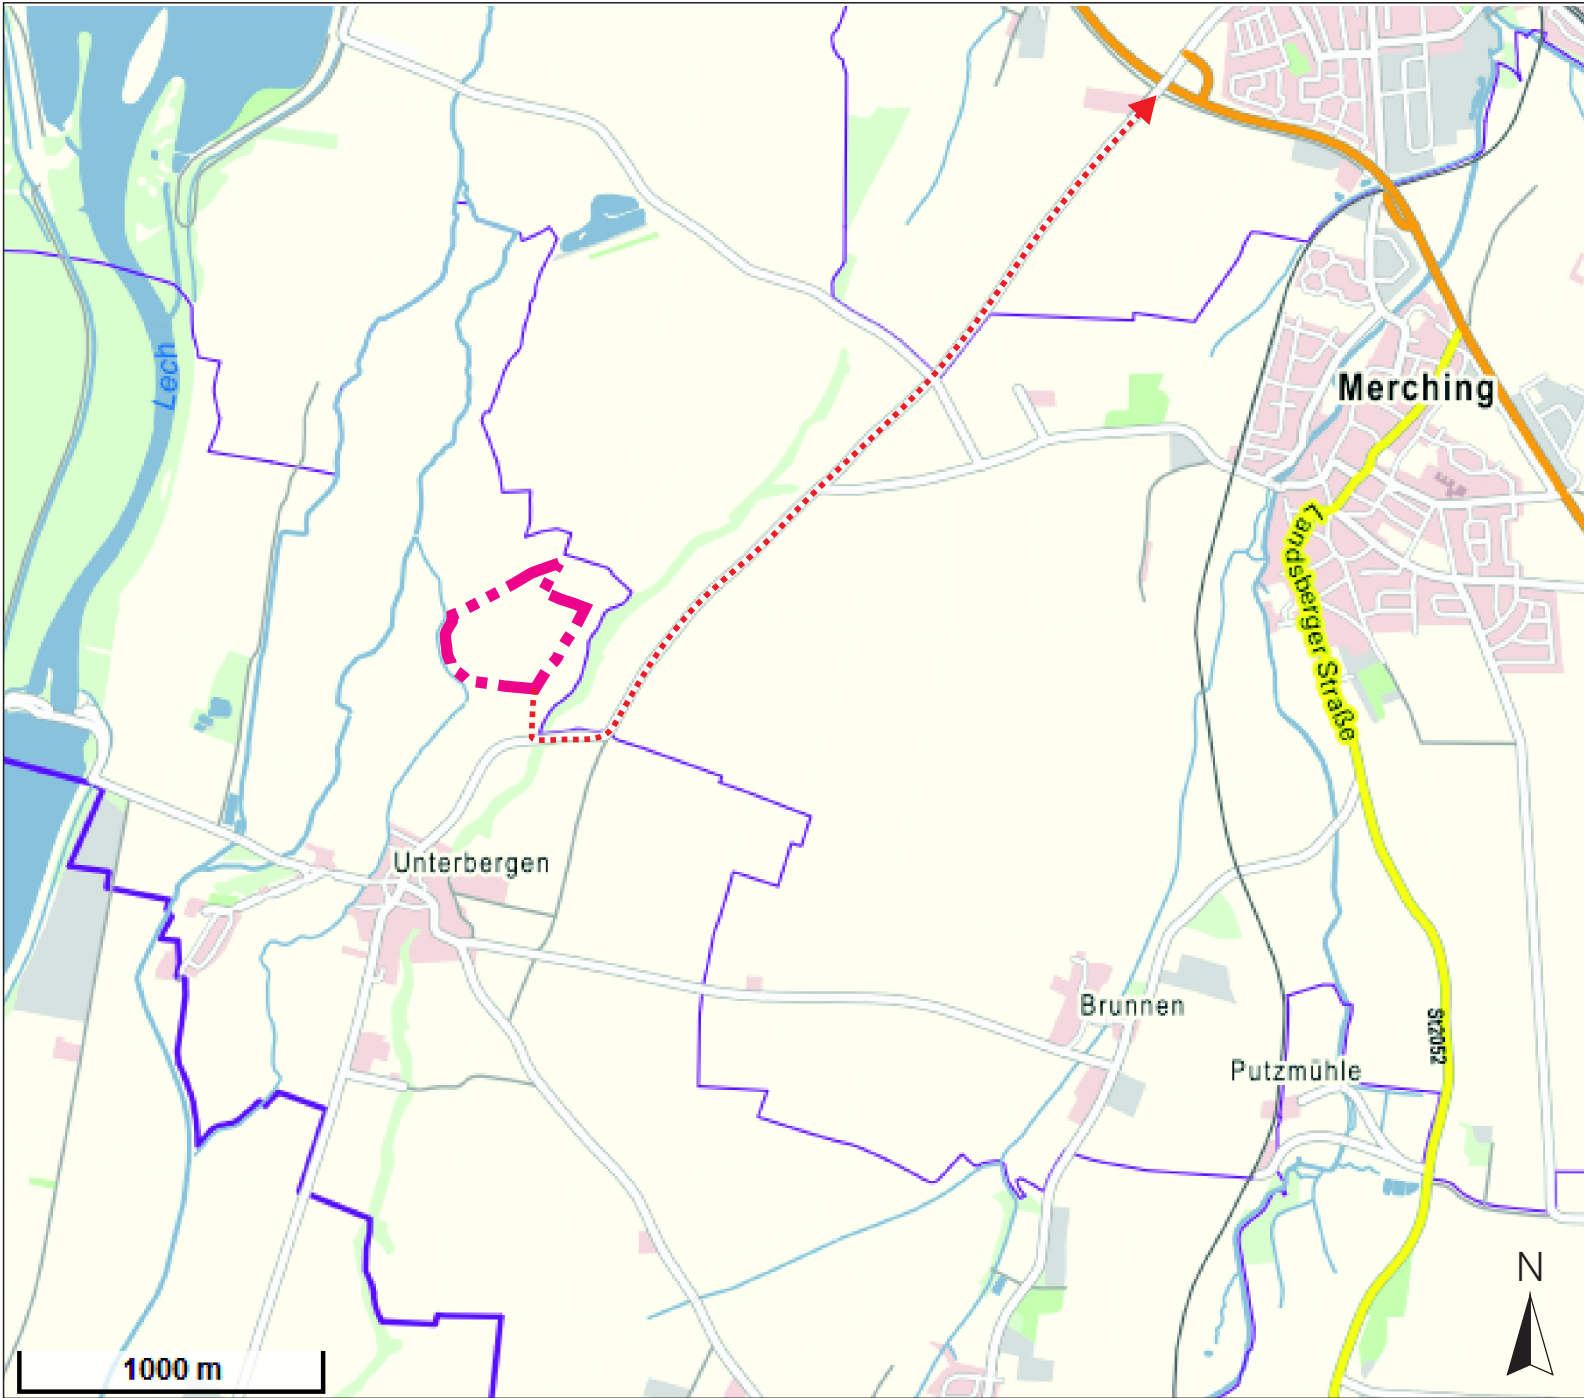 Lech
Merching
Landsberger Straße
Unterbergen
Brunnen
St2052
Putzmühle
N
1000 m